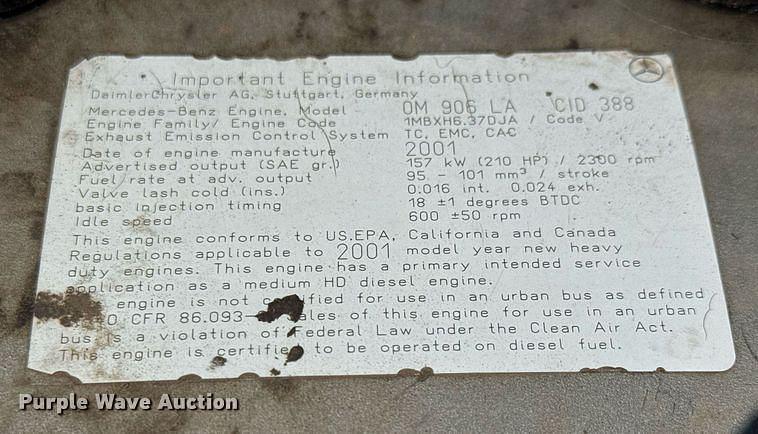 Important Engine Information
DaimlerChrysler AG, Stuttgart, Germany
Mercedes-Benz Engine, Model OM 906 LA CID 388
Engine Family/ Engine Code 1MBXH6.37DJA / Code V
Exhaust Emission Control System TC, EMC, CAC
Date of engine manufacture 2001
Advertised output (SAE gr.) 157 kW (210 HP) / 2300 rpm
Fuel rate at adv. output 95 - 101 mm³ / stroke
Valve lash cold (ins.) 0.016 int. 0.024 exh.
basic injection timing 18 ±1 degrees BTDC
Idle speed 600 ±50 rpm
This engine conforms to US.EPA, California and Canada
Regulations applicable to 2001 model year new heavy
duty engines. This engine has a primary intended service
application as a medium HD diesel engine.
engine is not certified for use in an urban bus as defined
CFR 86.093- of this engine for use in an urban
bus is a violation of Federal Law under the Clean Air Act.
This engine is certified to be operated on diesel fuel.
Purple Wave Auction